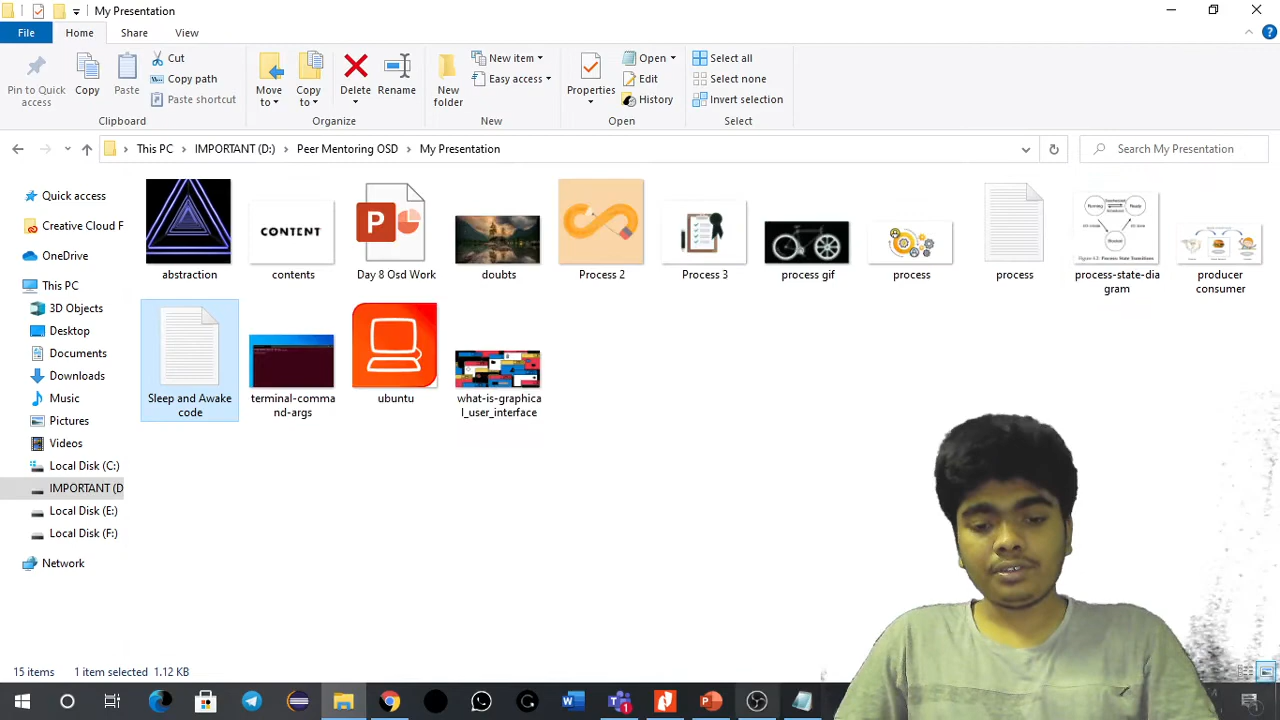 My Presentation
File Home Share View
Pin to Quick access
Copy
Paste
Cut
Copy path
Paste shortcut
Clipboard
Move to
Copy to
Delete
Rename
Organize
New folder
New item
Easy access
New
Properties
Open
Edit
History
Open
Select all
Select none
Invert selection
Select
This PC IMPORTANT (D:) Peer Mentoring OSD My Presentation
Search My Presentation
Quick access
Creative Cloud F
OneDrive
This PC
3D Objects
Desktop
Documents
Downloads
Music
Pictures
Videos
Local Disk (C:)
IMPORTANT (D
Local Disk (E:)
Local Disk (F:)
Network
CONTENT
P
abstraction
contents
Day 8 Osd Work
doubts
Process 2
Process 3
process gif
process
process
process-state-dia
gram
producer
consumer
Sleep and Awake
code
terminal-comma
nd-args
ubuntu
what-is-graphica
l_user_interface
15 items 1 item selected 1.12 KB